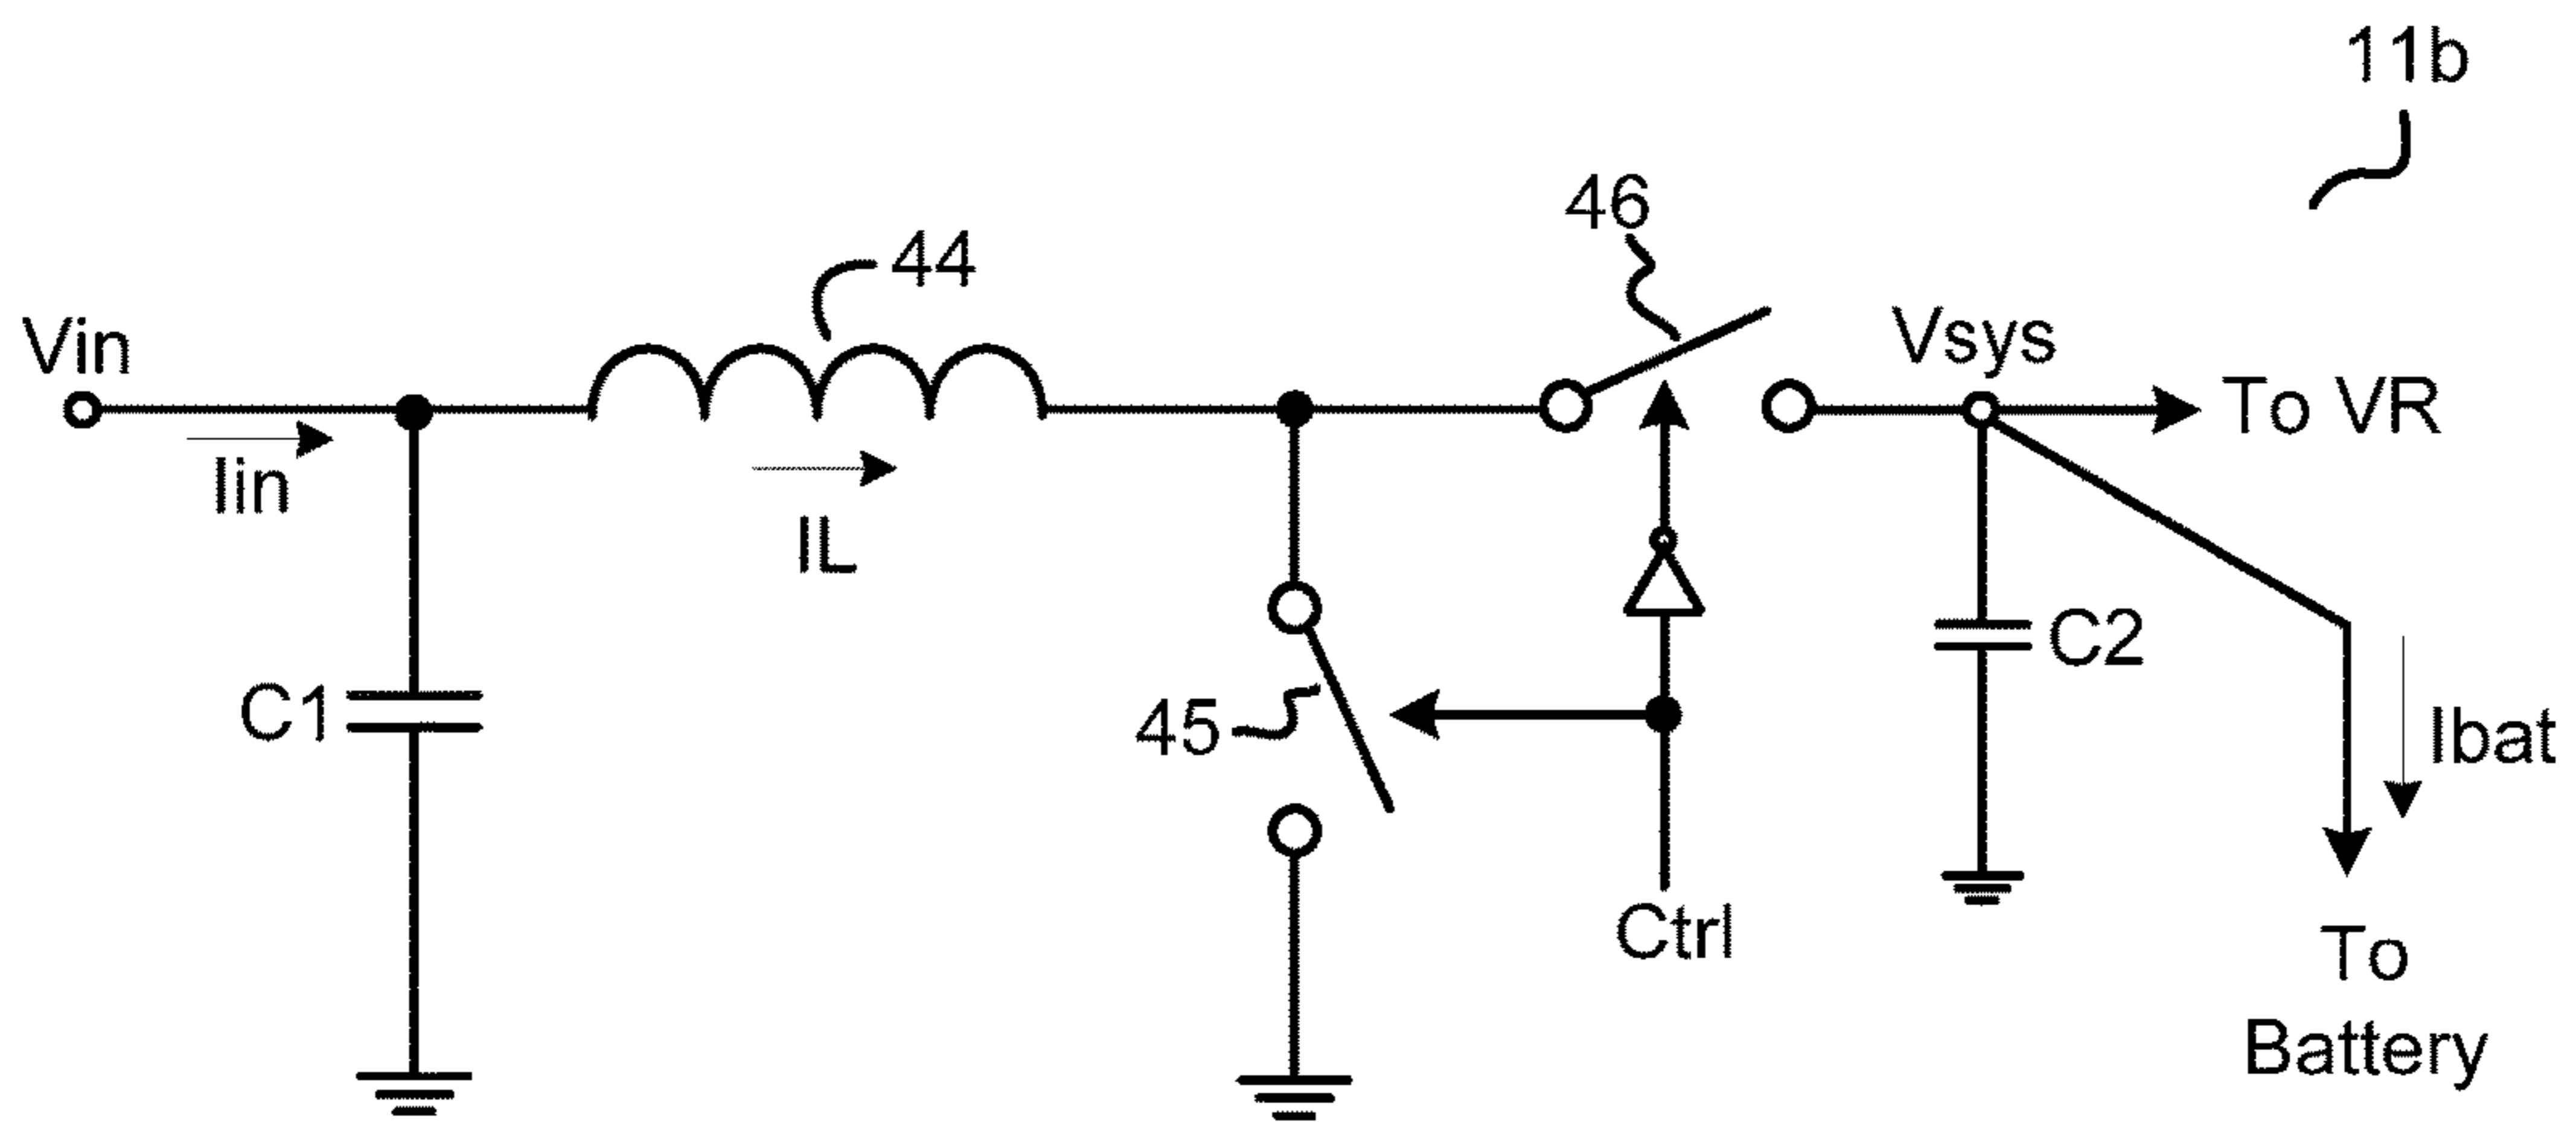 11b
46
44
Vin
Vsys
To VR
Iin
IL
C2
C1
45
Ibat
Ctrl
To
Battery